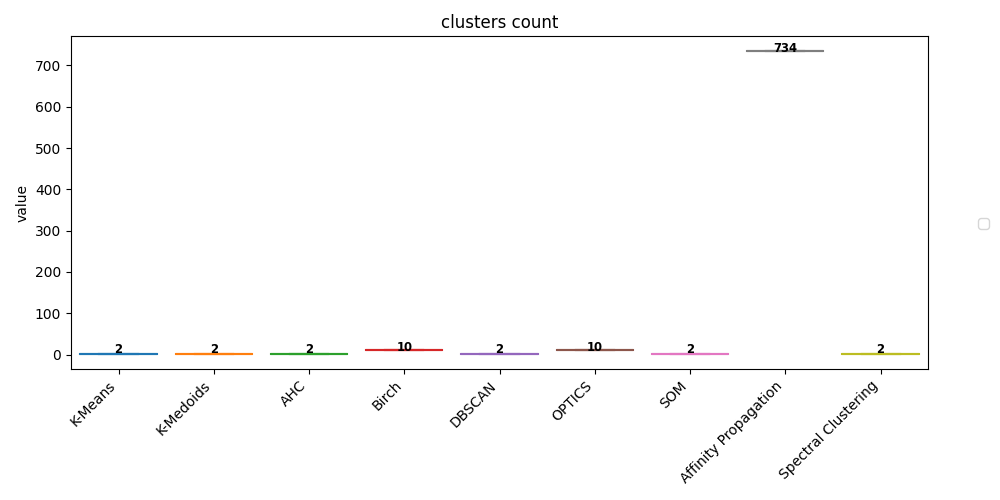 clusters count
value
700
600
500
400
300
200
100
0
2
2
2
10
2
10
2
734
2
K-Means
K-Medoids
AHC
Birch
DBSCAN
OPTICS
SOM
Affinity Propagation
Spectral Clustering